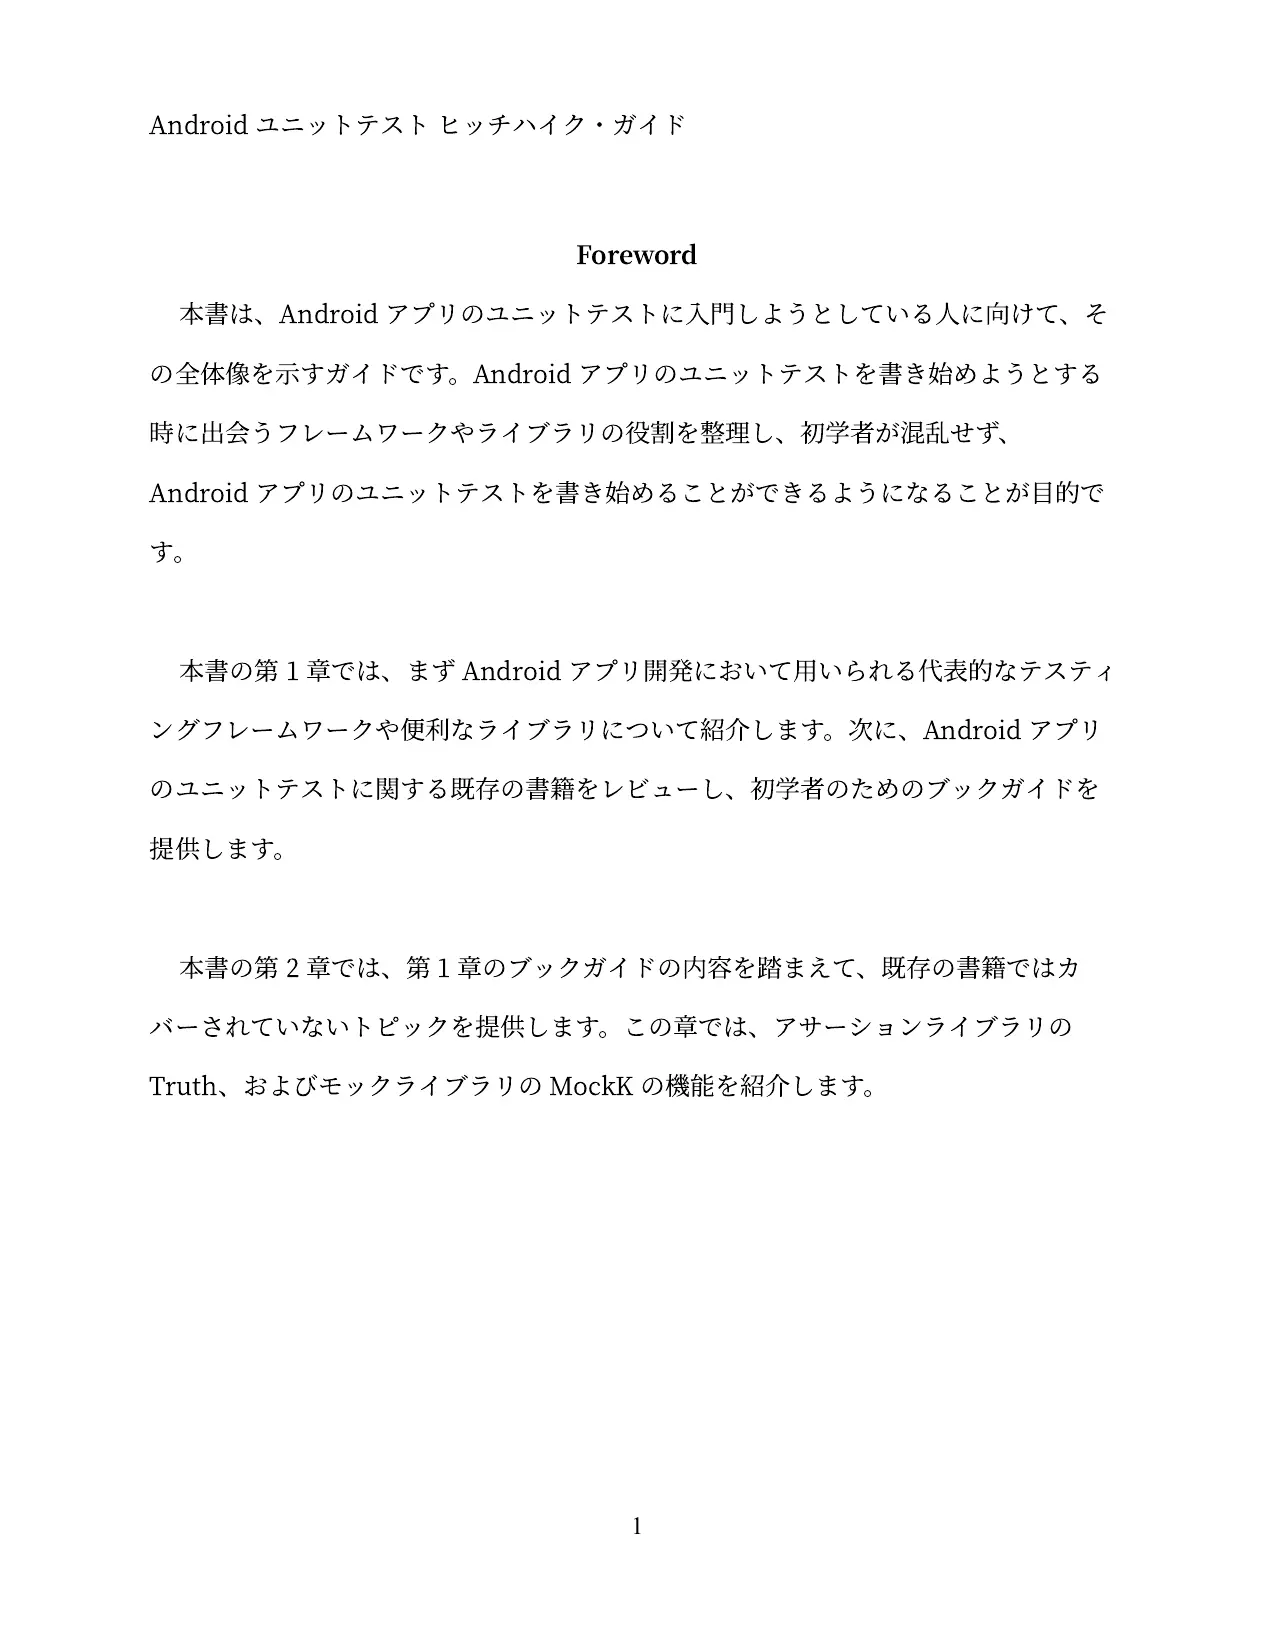 Android ユニットテスト ヒッチハイク・ガイド
Foreword
本書は、Android アプリのユニットテストに入門しようとしている人に向けて、そ
の全体像を示すガイドです。Android アプリのユニットテストを書き始めようとする
時に出会うフレームワークやライブラリの役割を整理し、初学者が混乱せず、
Android アプリのユニットテストを書き始めることができるようになることが目的で
す。
本書の第 1 章では、まず Android アプリ開発において用いられる代表的なテスティ
ングフレームワークや便利なライブラリについて紹介します。次に、Android アプリ
のユニットテストに関する既存の書籍をレビューし、初学者のためのブックガイドを
提供します。
本書の第 2 章では、第 1 章のブックガイドの内容を踏まえて、既存の書籍ではカ
バーされていないトピックを提供します。この章では、アサーションライブラリの
Truth、およびモックライブラリの MockK の機能を紹介します。
1